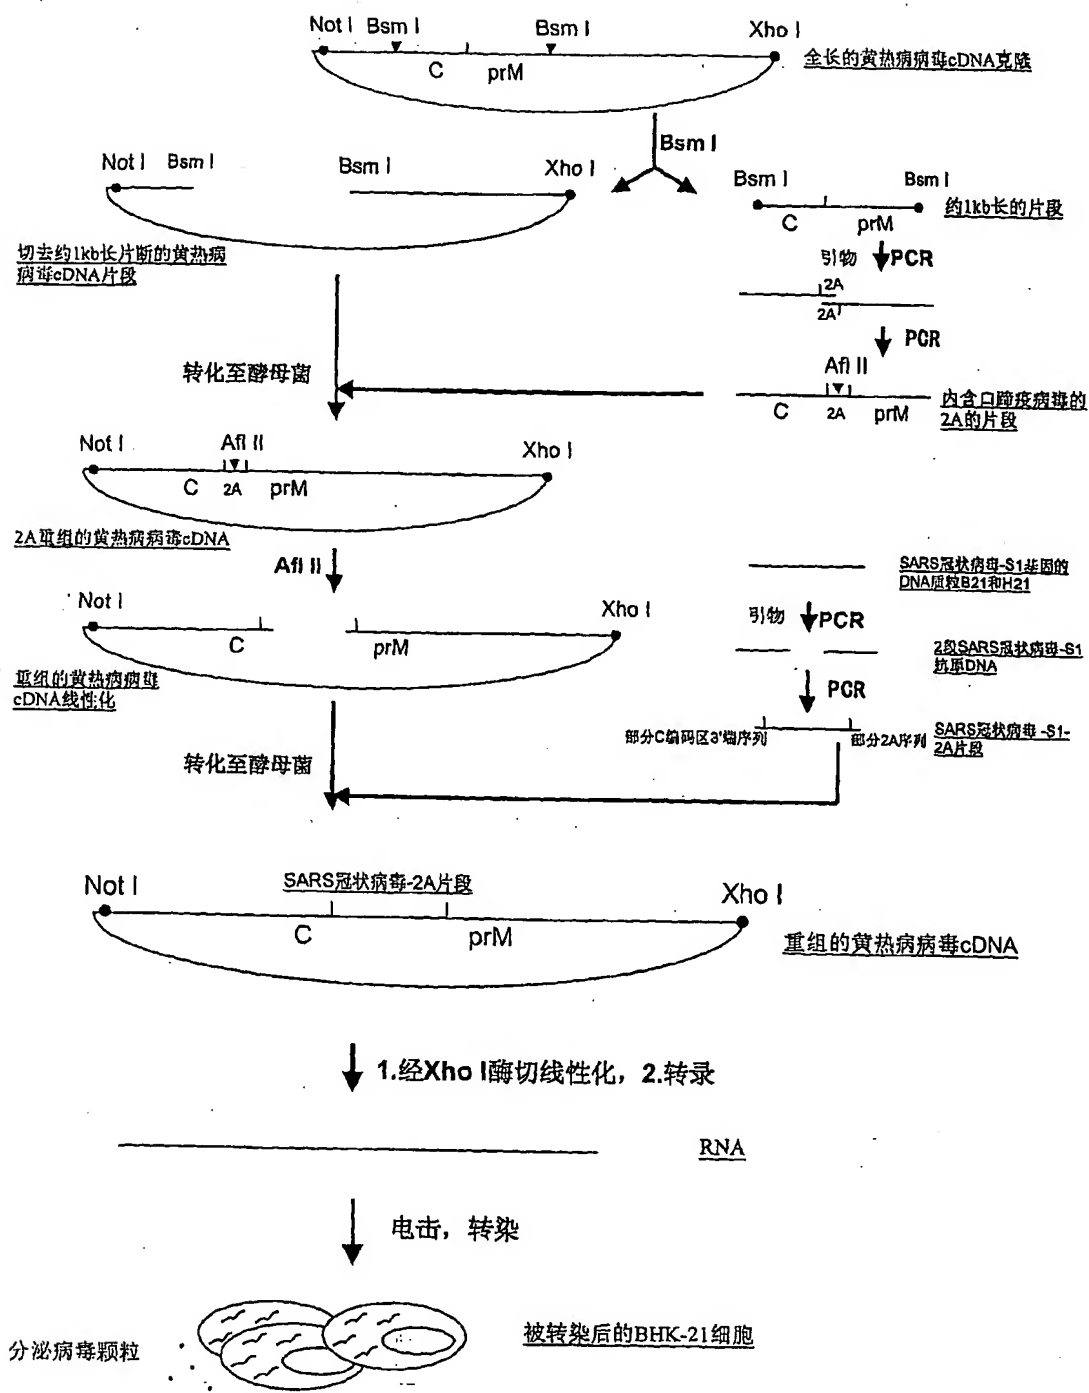 Not I Bsm I Bsm I Xho I
C prM
全长的黄热病病毒cDNA克隆
Bsm I
Not I Bsm I Bsm I Xho I
切去约1kb长片断的黄热病
病毒cDNA片段
Bsm I Bsm I
C prM
约1kb长的片段
引物 PCR
2A
2A
PCR
Afl II
C 2A prM
内含口蹄疫病毒的
2A的片段
转化至酵母菌
Not I Afl II Xho I
C 2A prM
2A重组的黄热病病毒cDNA
Afl II
Not I Xho I
C prM
重组的黄热病病毒
cDNA线性化
SARS冠状病毒-S1基因的
DNA质粒B21和H21
引物 PCR
2段SARS冠状病毒-S1
抗原DNA
PCR
部分C编码区3'端序列 部分2A序列
SARS冠状病毒-S1-
2A片段
转化至酵母菌
Not I SARS冠状病毒-2A片段 Xho I
C prM
重组的黄热病病毒cDNA
1.经Xho I酶切线性化，2.转录
RNA
电击，转染
分泌病毒颗粒
被转染后的BHK-21细胞